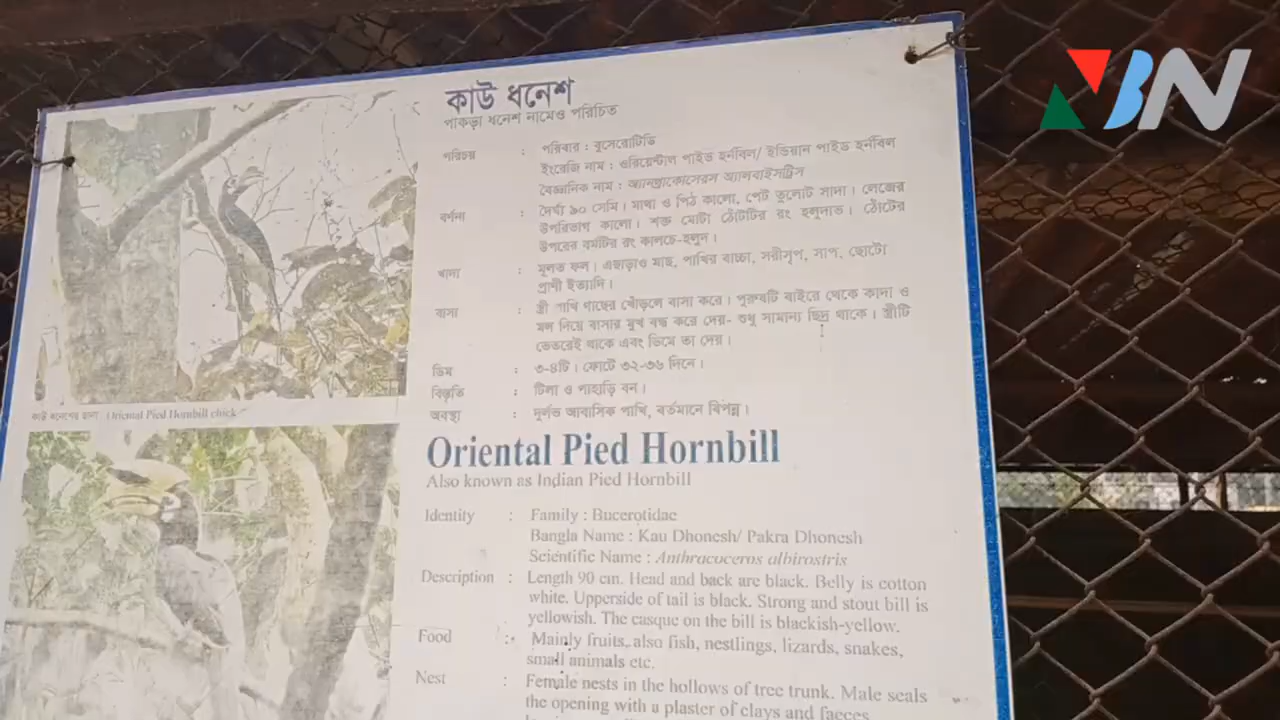 কাউ ধনেশ
পাকড়া ধনেশ নামেও পরিচিত
পরিচয় : পরিবার : বুসেরোটিডি
ইংরেজি নাম : ওরিয়েন্টাল পাইড হর্নবিল/ ইন্ডিয়ান পাইড হর্নবিল
বৈজ্ঞানিক নাম : অ্যানথ্রাকোসেরস অ্যালবাইসট্রিস
বর্ণনা : দৈর্ঘ্য ৯০ সেমি। মাথা ও পিঠ কালো, পেট তুলোট সাদা। লেজের
উপরিভাগ কালো। শক্ত মোটা ঠোঁটটির রং হলুদাভ। ঠোঁটের
উপরের বর্মটির রং কালচে-হলুদ।
খাদ্য : মূলত ফল। এছাড়াও মাছ, পাখির বাচ্চা, সরীসৃপ, সাপ, ছোটো
প্রাণী ইত্যাদি।
বাসা : স্ত্রী পাখি গাছের খোঁড়লে বাসা করে। পুরুষটি বাইরে থেকে কাদা ও
মল দিয়ে বাসার মুখ বন্ধ করে দেয়- শুধু সামান্য ছিদ্র থাকে। স্ত্রীটি
ভেতরেই থাকে এবং ডিমে তা দেয়।
ডিম : ৩-৪টি। ফোটে ৩২-৩৬ দিনে।
বিস্তৃতি : টিলা ও পাহাড়ি বন।
অবস্থা : দুর্লভ আবাসিক পাখি, বর্তমানে বিপন্ন।
কাউ ধনেশের ছানা Oriental Pied Hornbill chick
Oriental Pied Hornbill
Also known as Indian Pied Hornbill
Identity : Family : Bucerotidae
Bangla Name : Kau Dhonesh/ Pakra Dhonesh
Scientific Name : Anthracoceros albirostris
Description : Length 90 cm. Head and back are black. Belly is cotton
white. Upperside of tail is black. Strong and stout bill is
yellowish. The casque on the bill is blackish-yellow.
Food : Mainly fruits, also fish, nestlings, lizards, snakes,
small animals etc.
Nest : Female nests in the hollows of tree trunk. Male seals
the opening with a plaster of clays and faeces
VBN